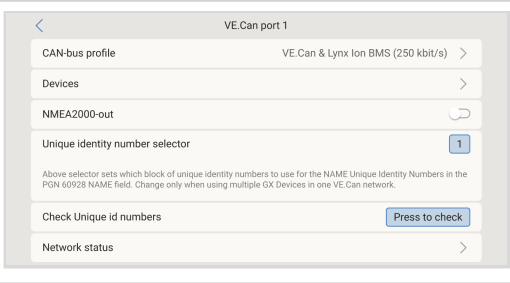 VE.Can port 1
CAN-bus profile VE.Can & Lynx Ion BMS (250 kbit/s)
Devices
NMEA2000-out
Unique identity number selector 1
Above selector sets which block of unique identity numbers to use for the NAME Unique Identity Numbers in the
PGN 60928 NAME field. Change only when using multiple GX Devices in one VE.Can network.
Check Unique id numbers Press to check
Network status